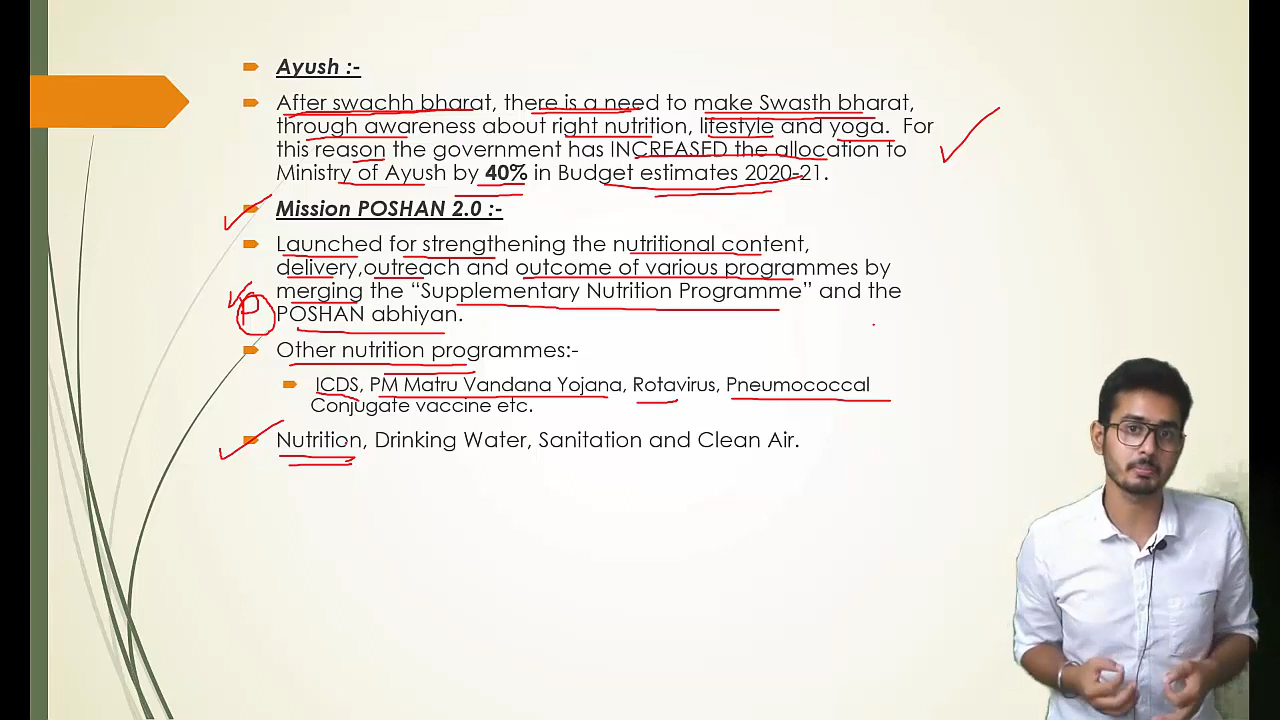 Ayush :-
After swachh bharat, there is a need to make Swasth bharat,
through awareness about right nutrition, lifestyle and yoga. For
this reason the government has INCREASED the allocation to
Ministry of Ayush by 40% in Budget estimates 2020-21.
Mission POSHAN 2.0 :-
Launched for strengthening the nutritional content,
delivery,outreach and outcome of various programmes by
merging the “Supplementary Nutrition Programme” and the
P
POSHAN abhiyan.
Other nutrition programmes:-
ICDS, PM Matru Vandana Yojana, Rotavirus, Pneumococcal
Conjugate vaccine etc.
Nutrition, Drinking Water, Sanitation and Clean Air.